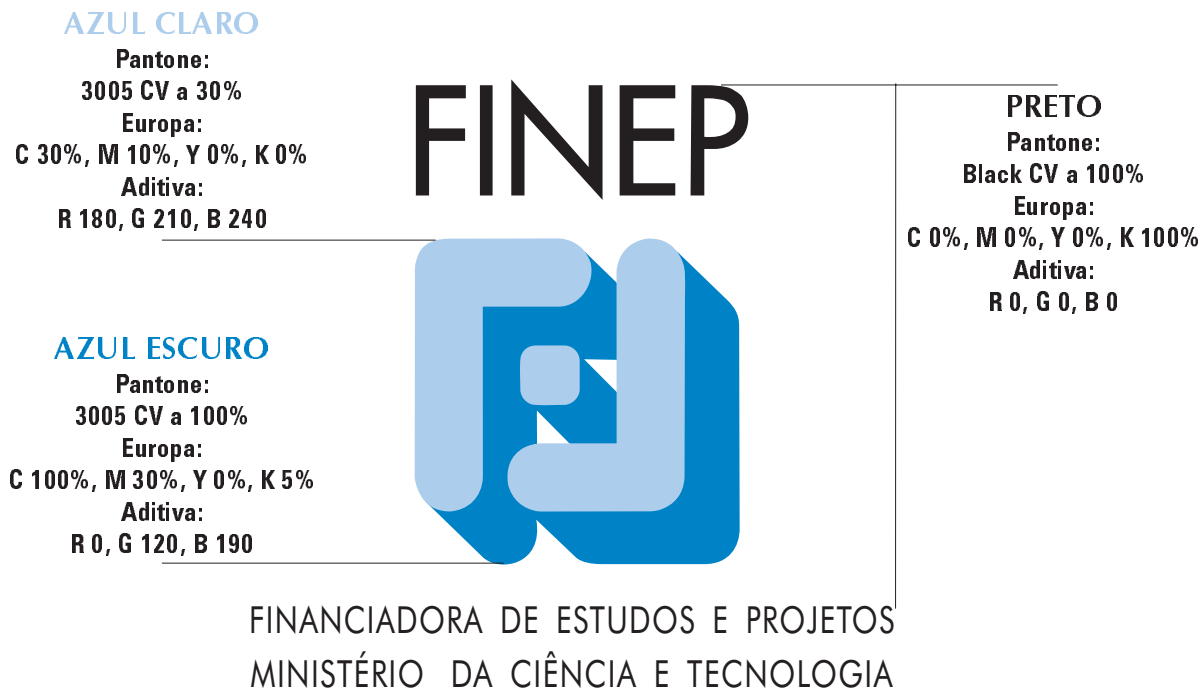 AZUL CLARO
Pantone:
3005 CV a 30%
Europa:
C 30%, M 10%, Y 0%, K 0%
Aditiva:
R 180, G 210, B 240
FINEP
PRETO
Pantone:
Black CV a 100%
Europa:
C 0%, M 0%, Y 0%, K 100%
Aditiva:
R 0, G 0, B 0
AZUL ESCURO
Pantone:
3005 CV a 100%
Europa:
C 100%, M 30%, Y 0%, K 5%
Aditiva:
R 0, G 120, B 190
FINANCIADORA DE ESTUDOS E PROJETOS
MINISTÉRIO DA CIÊNCIA E TECNOLOGIA